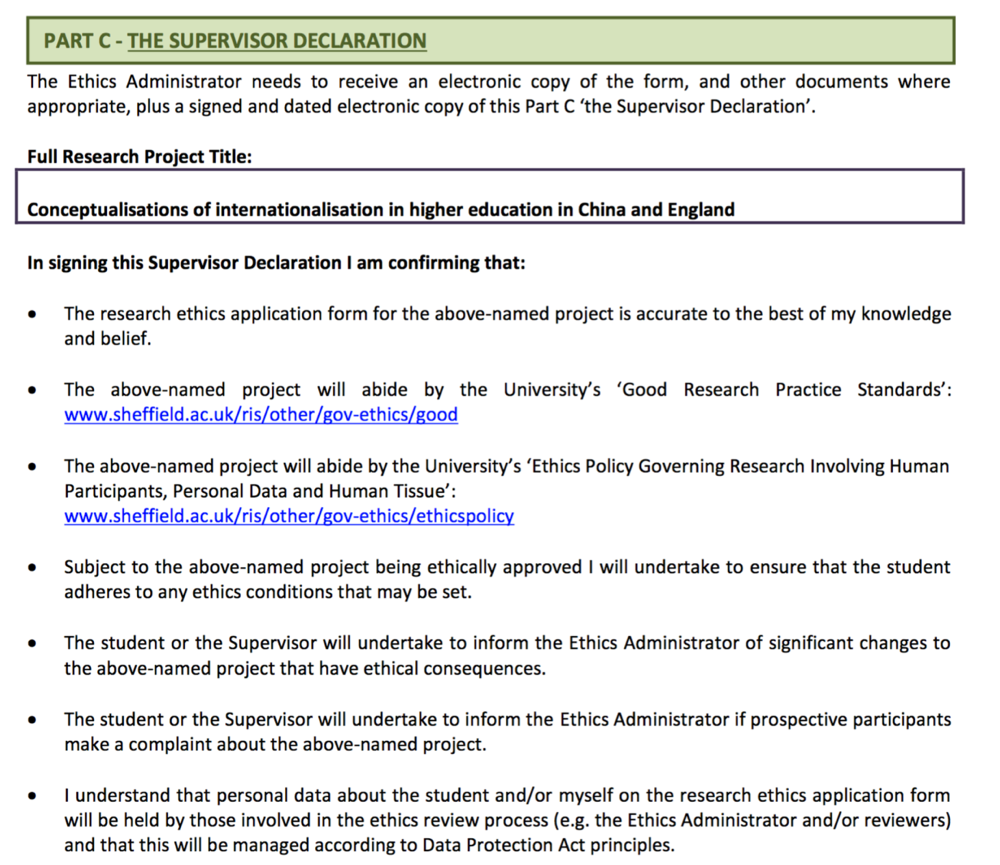 PART C - THE SUPERVISOR DECLARATION
The Ethics Administrator needs to receive an electronic copy of the form, and other documents where
appropriate, plus a signed and dated electronic copy of this Part C ‘the Supervisor Declaration’.
Full Research Project Title:
Conceptualisations of internationalisation in higher education in China and England
In signing this Supervisor Declaration I am confirming that:
• The research ethics application form for the above-named project is accurate to the best of my knowledge
and belief.
• The above-named project will abide by the University’s ‘Good Research Practice Standards’:
www.sheffield.ac.uk/ris/other/gov-ethics/good
• The above-named project will abide by the University’s ‘Ethics Policy Governing Research Involving Human
Participants, Personal Data and Human Tissue’:
www.sheffield.ac.uk/ris/other/gov-ethics/ethicspolicy
• Subject to the above-named project being ethically approved I will undertake to ensure that the student
adheres to any ethics conditions that may be set.
• The student or the Supervisor will undertake to inform the Ethics Administrator of significant changes to
the above-named project that have ethical consequences.
• The student or the Supervisor will undertake to inform the Ethics Administrator if prospective participants
make a complaint about the above-named project.
• I understand that personal data about the student and/or myself on the research ethics application form
will be held by those involved in the ethics review process (e.g. the Ethics Administrator and/or reviewers)
and that this will be managed according to Data Protection Act principles.